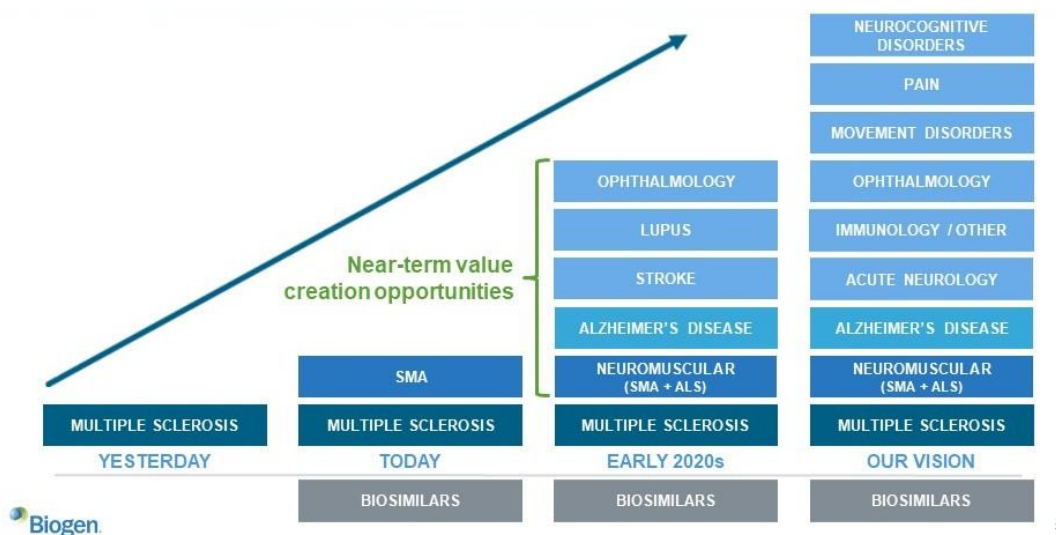 NEUROCOGNITIVE
DISORDERS
PAIN
MOVEMENT DISORDERS
OPHTHALMOLOGY
OPHTHALMOLOGY
LUPUS
IMMUNOLOGY / OTHER
Near-term value
creation opportunities
STROKE
ACUTE NEUROLOGY
ALZHEIMER'S DISEASE
ALZHEIMER'S DISEASE
SMA
NEUROMUSCULAR
(SMA + ALS)
NEUROMUSCULAR
(SMA + ALS)
MULTIPLE SCLEROSIS
MULTIPLE SCLEROSIS
MULTIPLE SCLEROSIS
MULTIPLE SCLEROSIS
YESTERDAY
TODAY
EARLY 2020s
OUR VISION
BIOSIMILARS
BIOSIMILARS
BIOSIMILARS
Biogen